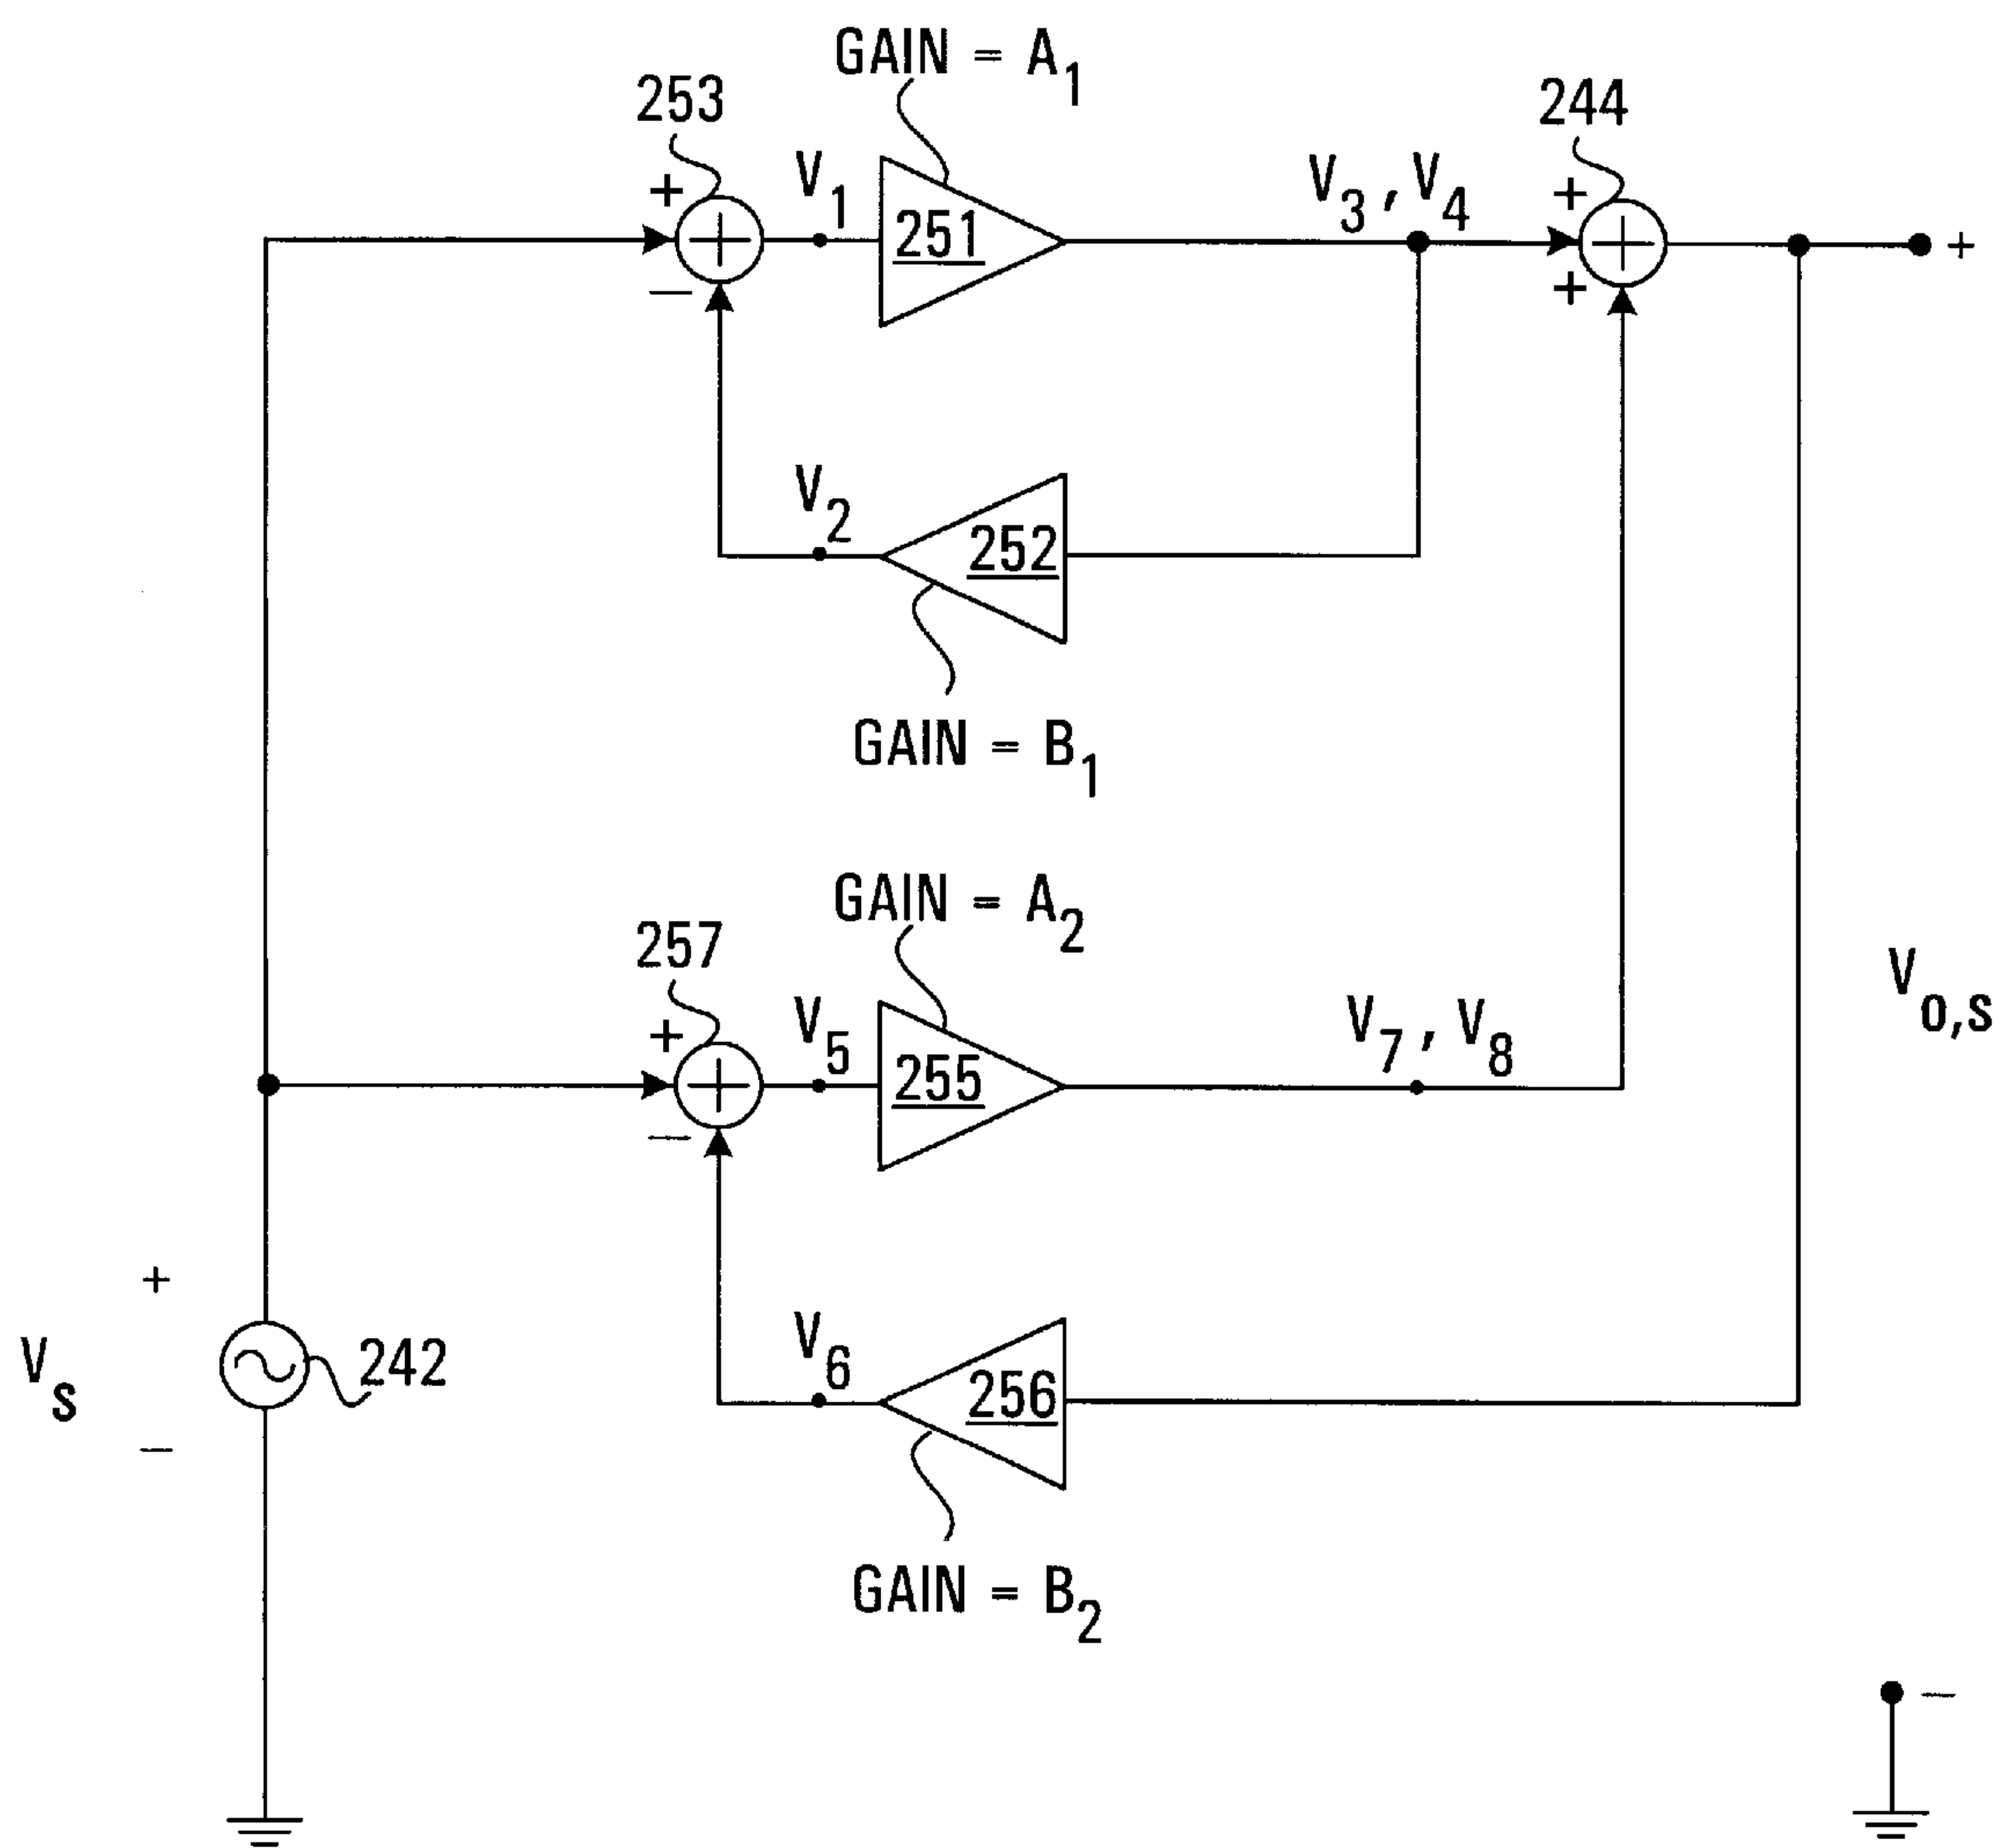 GAIN = A1
253
244
+
V1
V3 , V4
+
251
+
−
+
V2
252
GAIN = B1
GAIN = A2
257
+
V5
V7 , V8
Vo,s
255
−
+
V6
Vs
242
256
−
GAIN = B2
−